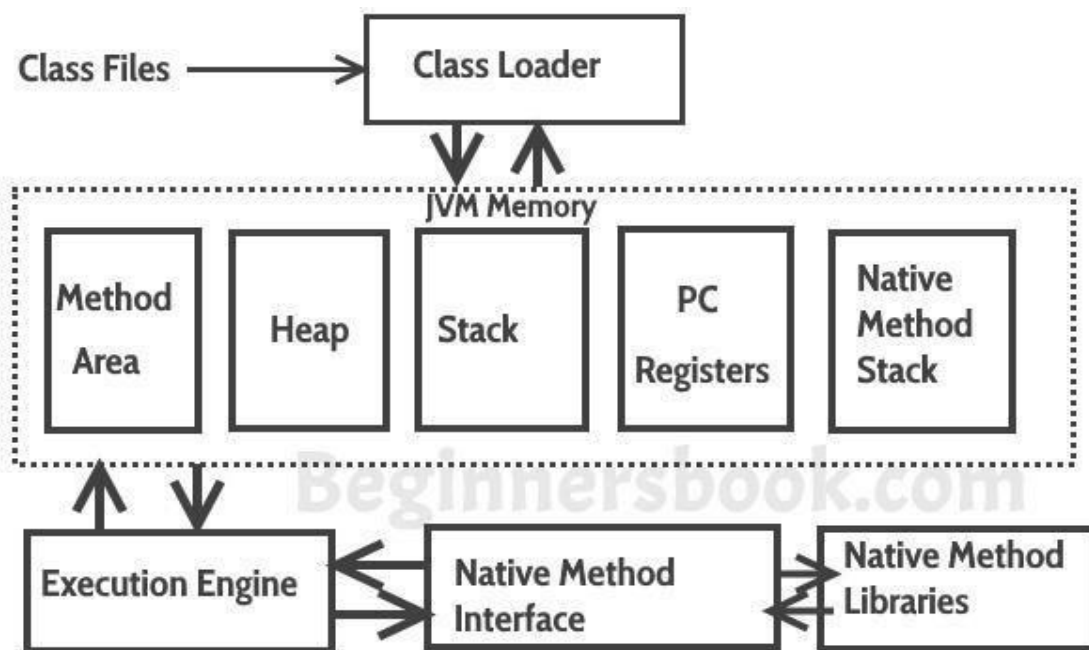 Class Files
Class Loader
JVM Memory
Method
Area
Heap
Stack
PC
Registers
Native
Method
Stack
Beginnersbook.com
Execution Engine
Native Method
Interface
Native Method
Libraries